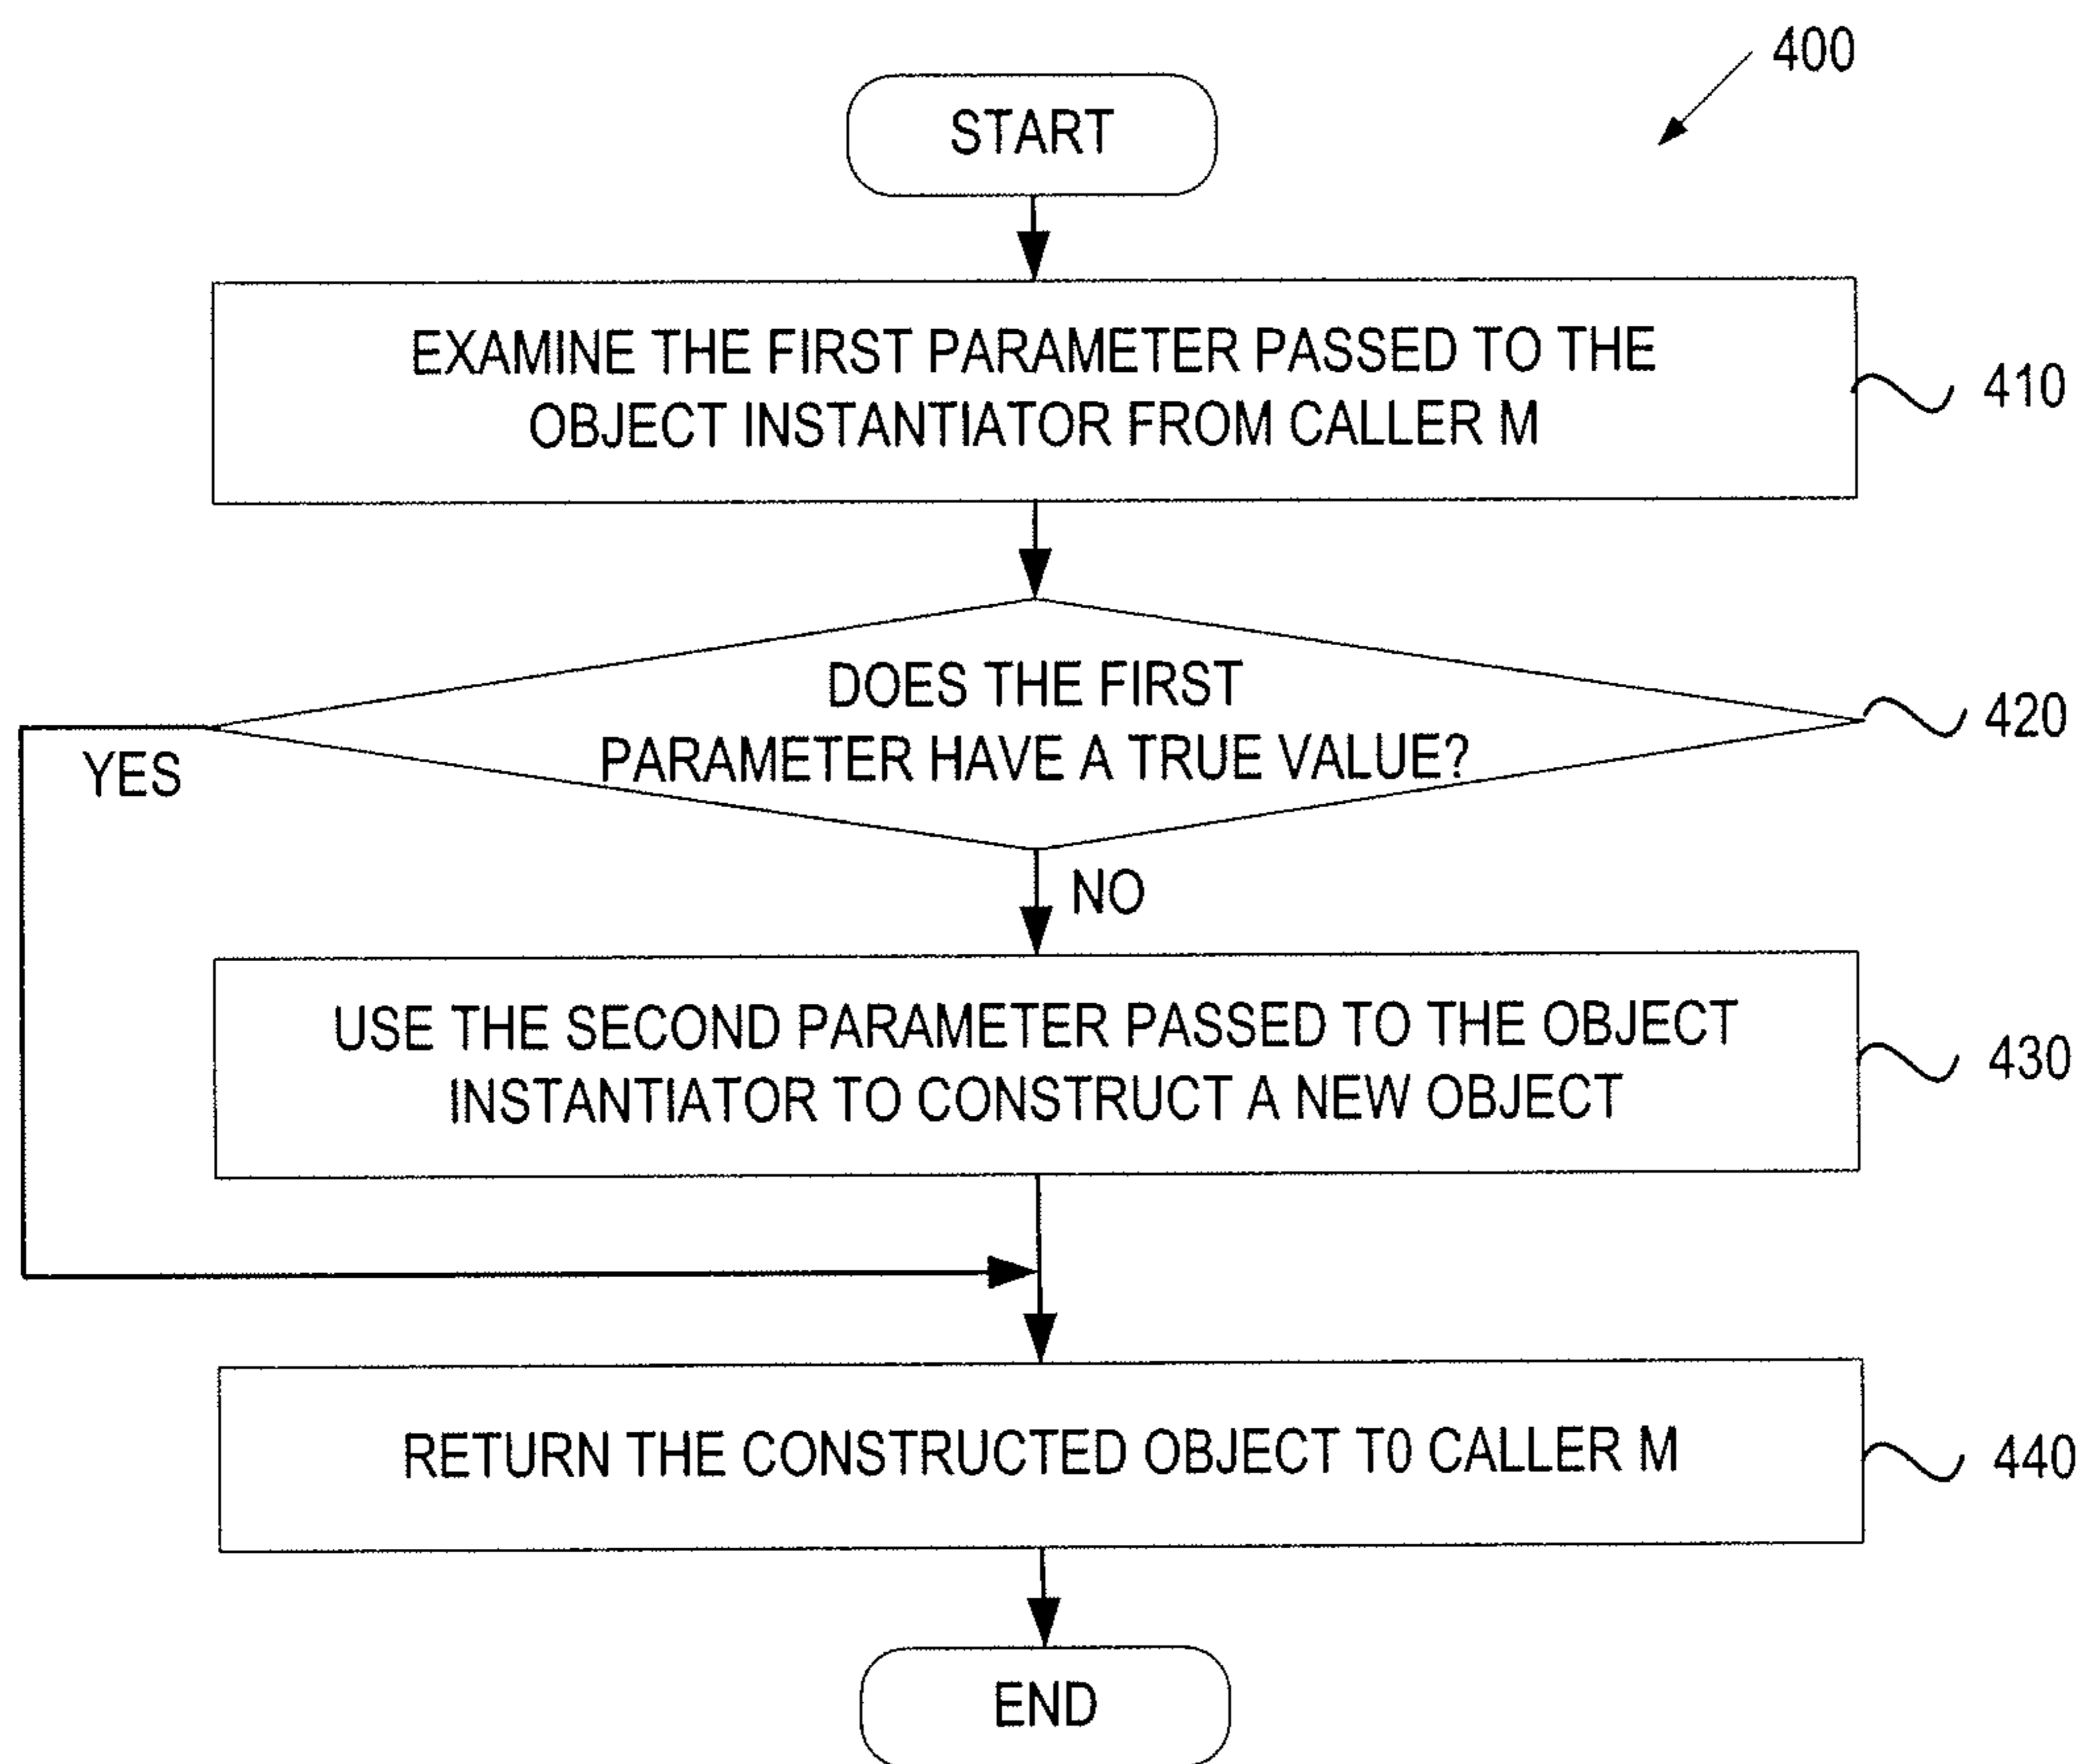 400
START
EXAMINE THE FIRST PARAMETER PASSED TO THE
OBJECT INSTANTIATOR FROM CALLER M
410
DOES THE FIRST
PARAMETER HAVE A TRUE VALUE?
420
YES
NO
USE THE SECOND PARAMETER PASSED TO THE OBJECT
INSTANTIATOR TO CONSTRUCT A NEW OBJECT
430
RETURN THE CONSTRUCTED OBJECT T0 CALLER M
440
END